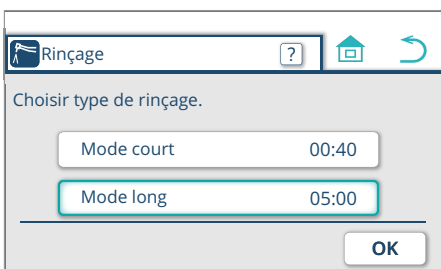 Rinçage ?
Choisir type de rinçage.
Mode court 00:40
Mode long 05:00
OK